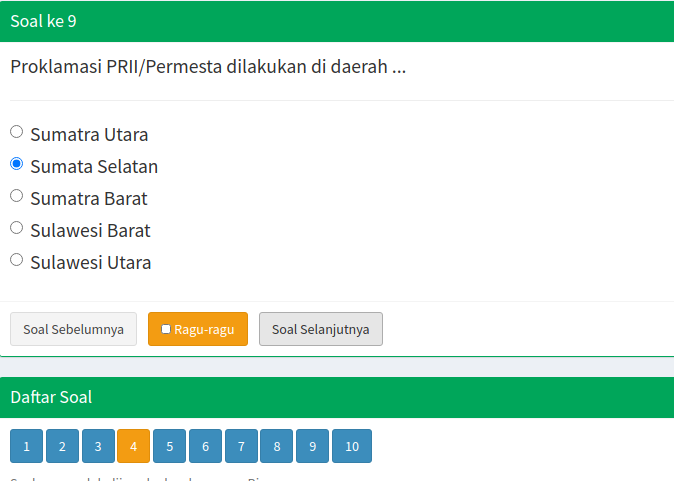 Soal ke 9
Proklamasi PRII/Permesta dilakukan di daerah ...
Sumatra Utara
Sumata Selatan
Sumatra Barat
Sulawesi Barat
Sulawesi Utara
Soal Sebelumnya Ragu-ragu Soal Selanjutnya
Daftar Soal
1 2 3 4 5 6 7 8 9 10